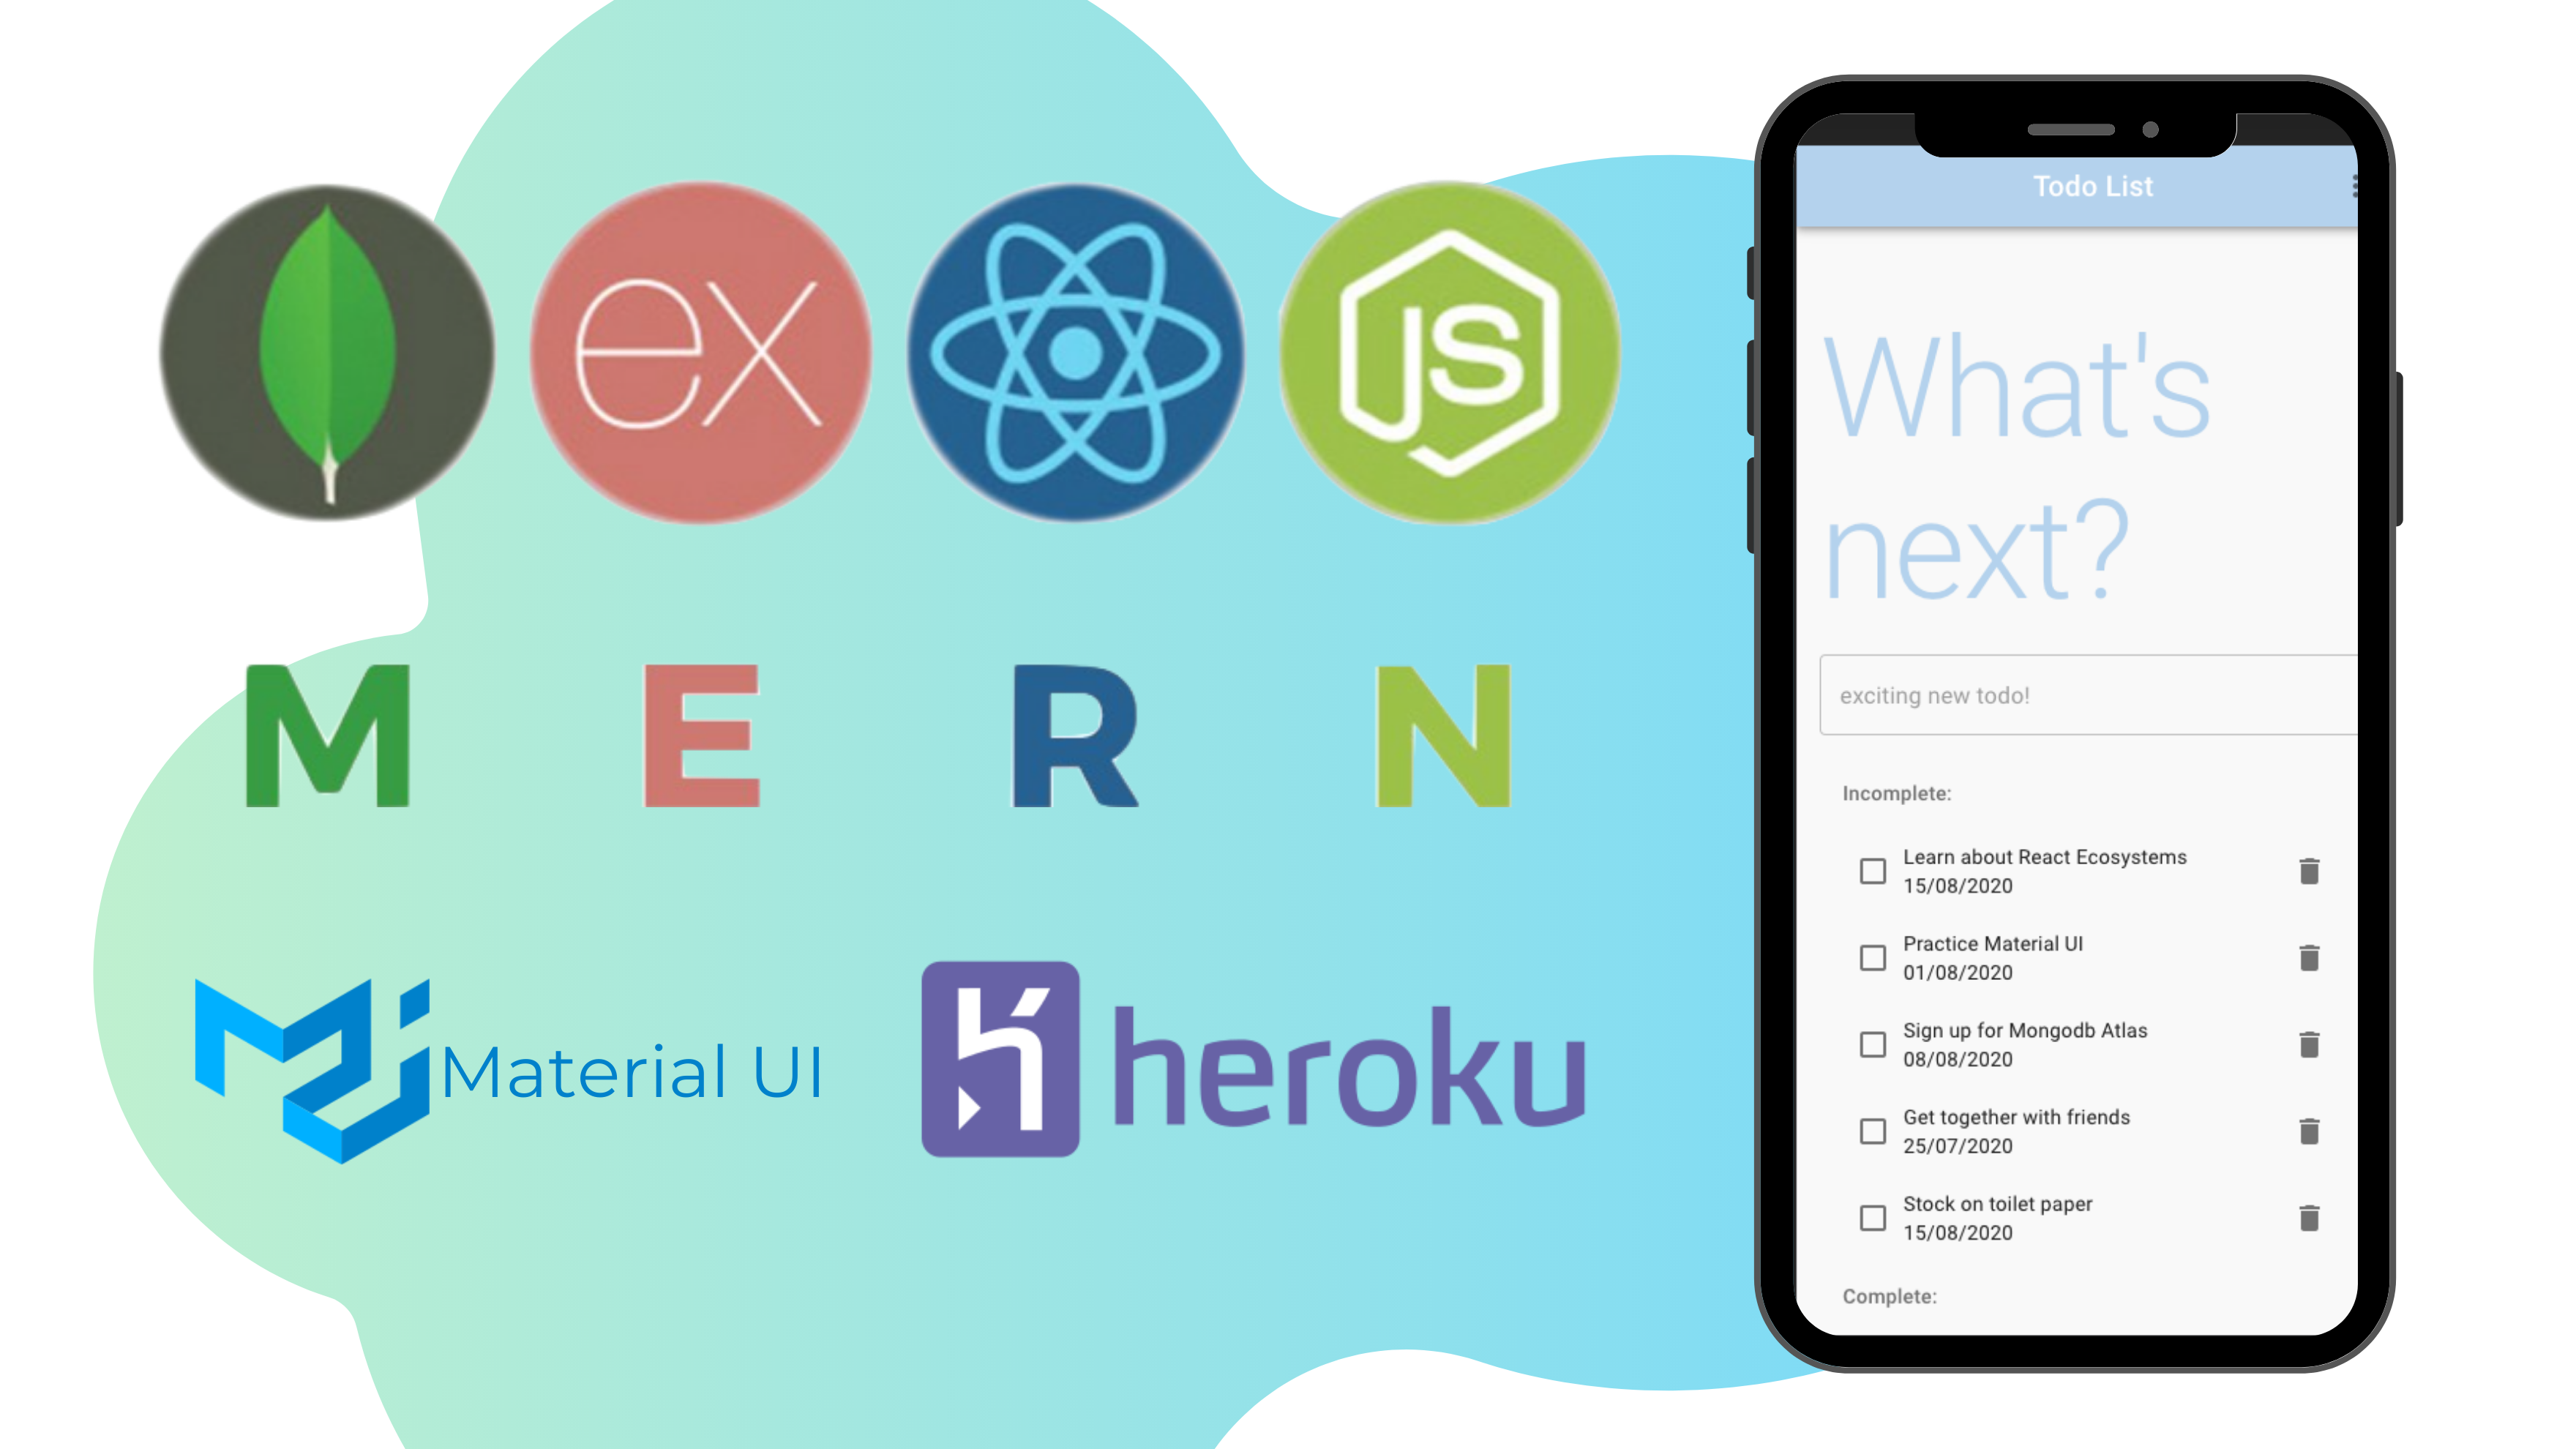 ex
JS
M E R N
Material UI
heroku
Todo List
What's
next?
exciting new todo!
Incomplete:
Learn about React Ecosystems
15/08/2020
Practice Material UI
01/08/2020
Sign up for Mongodb Atlas
08/08/2020
Get together with friends
25/07/2020
Stock on toilet paper
15/08/2020
Complete: